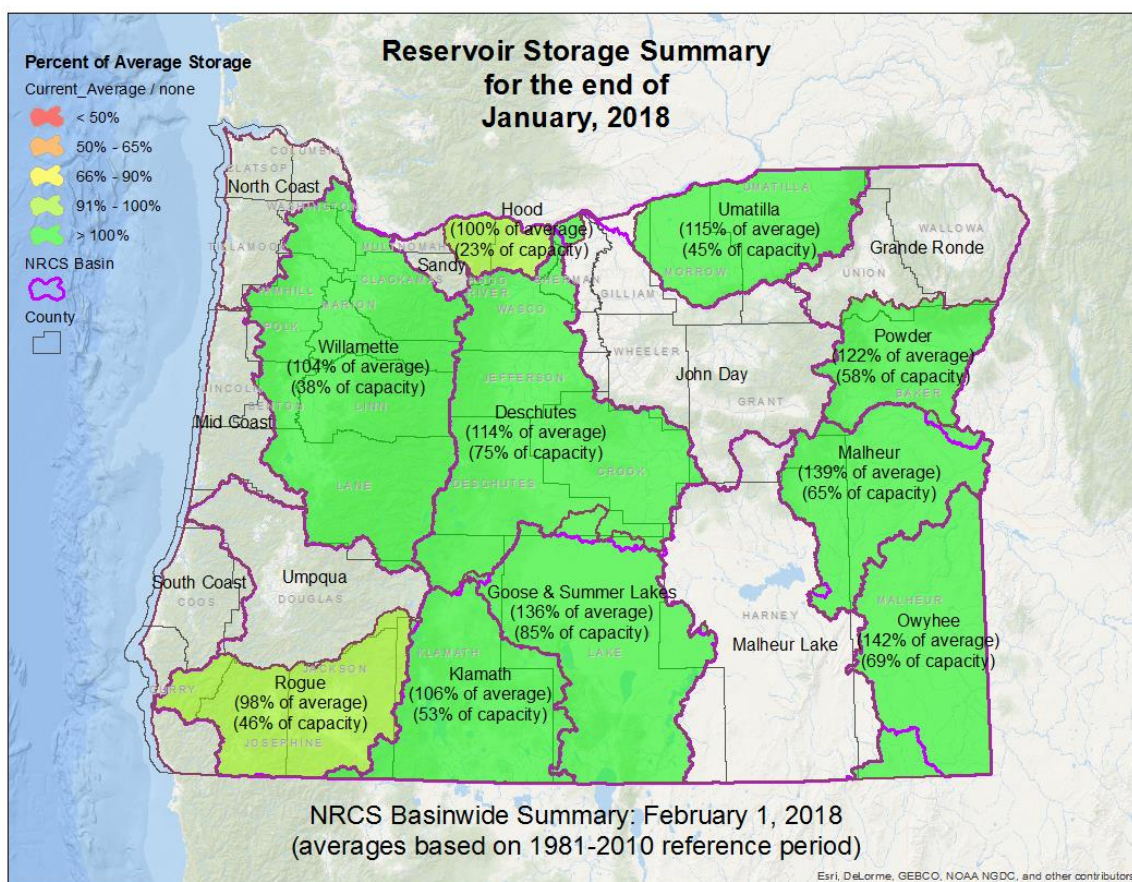 Reservoir Storage Summary
for the end of
January, 2018
Percent of Average Storage
Current_Average / none
< 50%
50% - 65%
66% - 90%
91% - 100%
> 100%
NRCS Basin
County
COLUMBIA
CLATSOP
North Coast
WASHINGTON
TILLAMOOK
MULTNOMAH
Sandy
CLACKAMAS
YAMHILL
MARION
POLK
Willamette
(104% of average)
(38% of capacity)
LINCOLN
BENTON
LINN
Mid Coast
LANE
Hood
(100% of average)
(23% of capacity)
HOOD
RIVER
SHERMAN
WASCO
GILLIAM
JEFFERSON
WHEELER
Deschutes
(114% of average)
(75% of capacity)
CROOK
DESCHUTES
UMATILLA
Umatilla
(115% of average)
(45% of capacity)
MORROW
WALLOWA
Grande Ronde
UNION
John Day
GRANT
Powder
(122% of average)
(58% of capacity)
BAKER
Malheur
(139% of average)
(65% of capacity)
South Coast
COOS
Umpqua
DOUGLAS
Goose & Summer Lakes
(136% of average)
(85% of capacity)
LAKE
KLAMATH
Klamath
(106% of average)
(53% of capacity)
HARNEY
Malheur Lake
MALHEUR
Owyhee
(142% of average)
(69% of capacity)
CURRY
JACKSON
Rogue
(98% of average)
(46% of capacity)
JOSEPHINE
NRCS Basinwide Summary: February 1, 2018
(averages based on 1981-2010 reference period)
Esri, DeLorme, GEBCO, NOAA NGDC, and other contributors